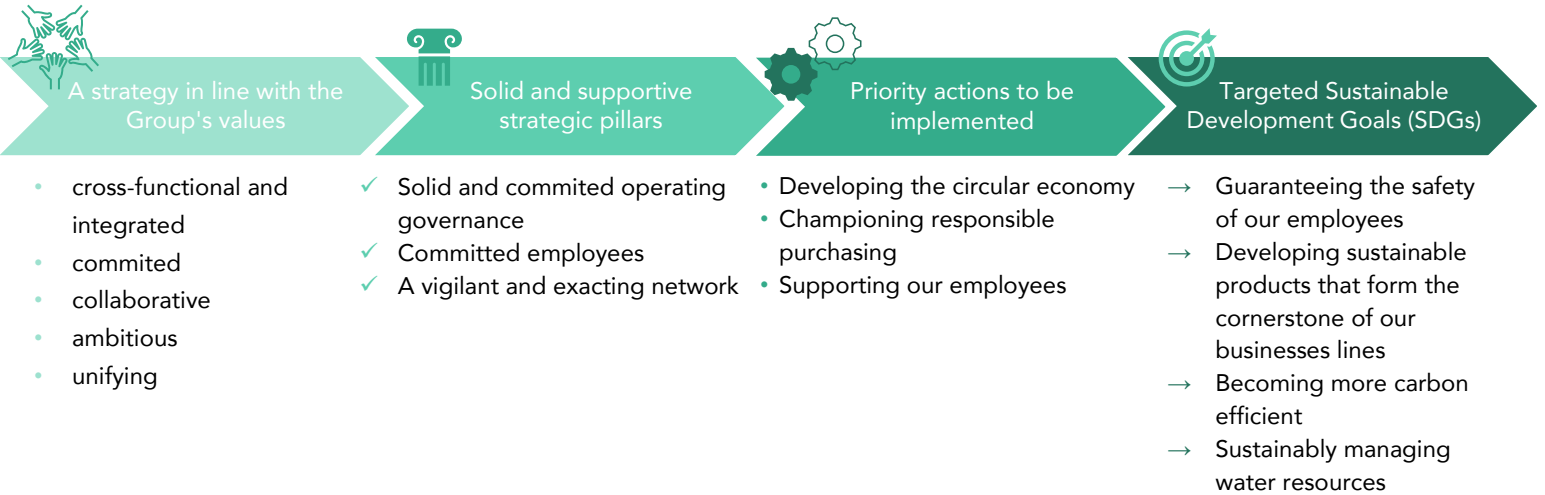 A strategy in line with the
Group's values
Solid and supportive
strategic pillars
Priority actions to be
implemented
Targeted Sustainable
Development Goals (SDGs)
• cross-functional and
integrated
• commited
• collaborative
• ambitious
• unifying
✓ Solid and commited operating
governance
✓ Committed employees
✓ A vigilant and exacting network
• Developing the circular economy
• Championing responsible
purchasing
• Supporting our employees
→ Guaranteeing the safety
of our employees
→ Developing sustainable
products that form the
cornerstone of our
businesses lines
→ Becoming more carbon
efficient
→ Sustainably managing
water resources